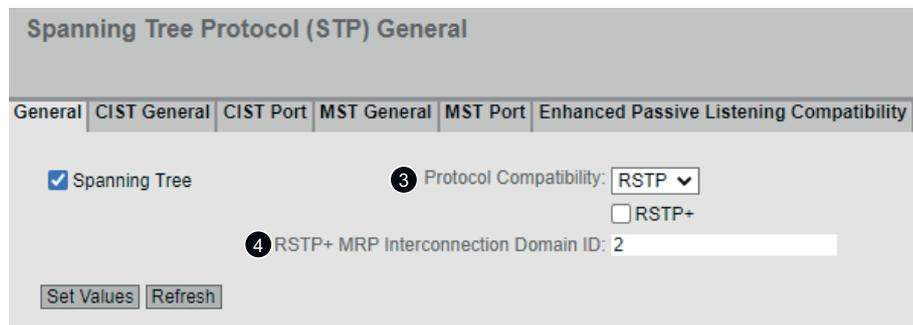 Spanning Tree Protocol (STP) General
General CIST General CIST Port MST General MST Port Enhanced Passive Listening Compatibility
Spanning Tree 3 Protocol Compatibility: RSTP
RSTP+
4 RSTP+ MRP Interconnection Domain ID: 2
Set Values Refresh